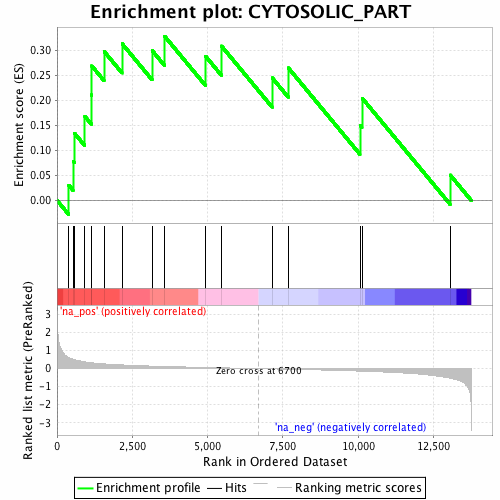 Enrichment plot: CYTOSOLIC_PART
Enrichment score (ES)
0.30
0.25
0.20
0.15
0.10
0.05
0.00
'na_pos' (positively correlated)
Ranked list metric (PreRanked)
3
2
1
0
-1
-2
-3
Zero cross at 6700
'na_neg' (negatively correlated)
0 2,500 5,000 7,500 10,000 12,500
Rank in Ordered Dataset
Enrichment profile Hits Ranking metric scores